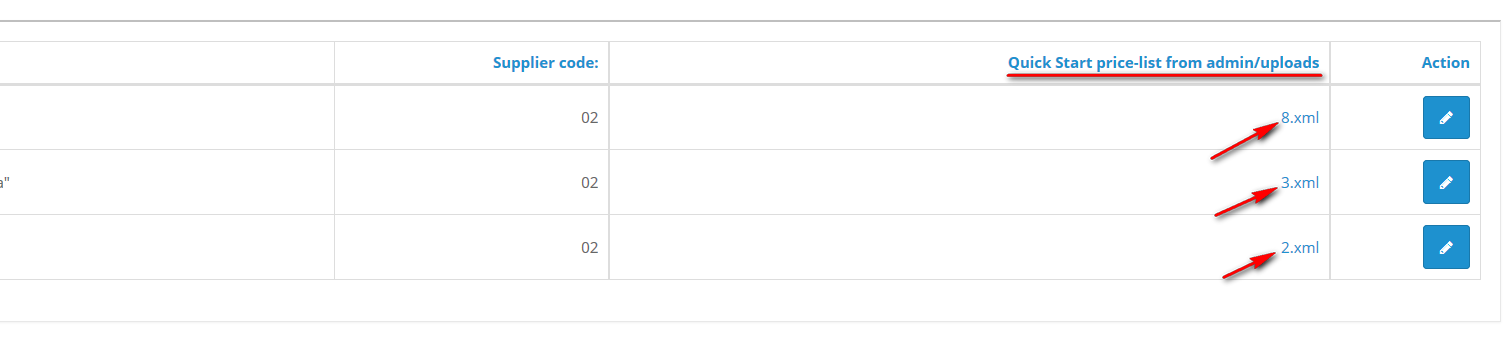 Supplier code: Quick Start price-list from admin/uploads Action
02 8.xml
a" 02 3.xml
02 2.xml